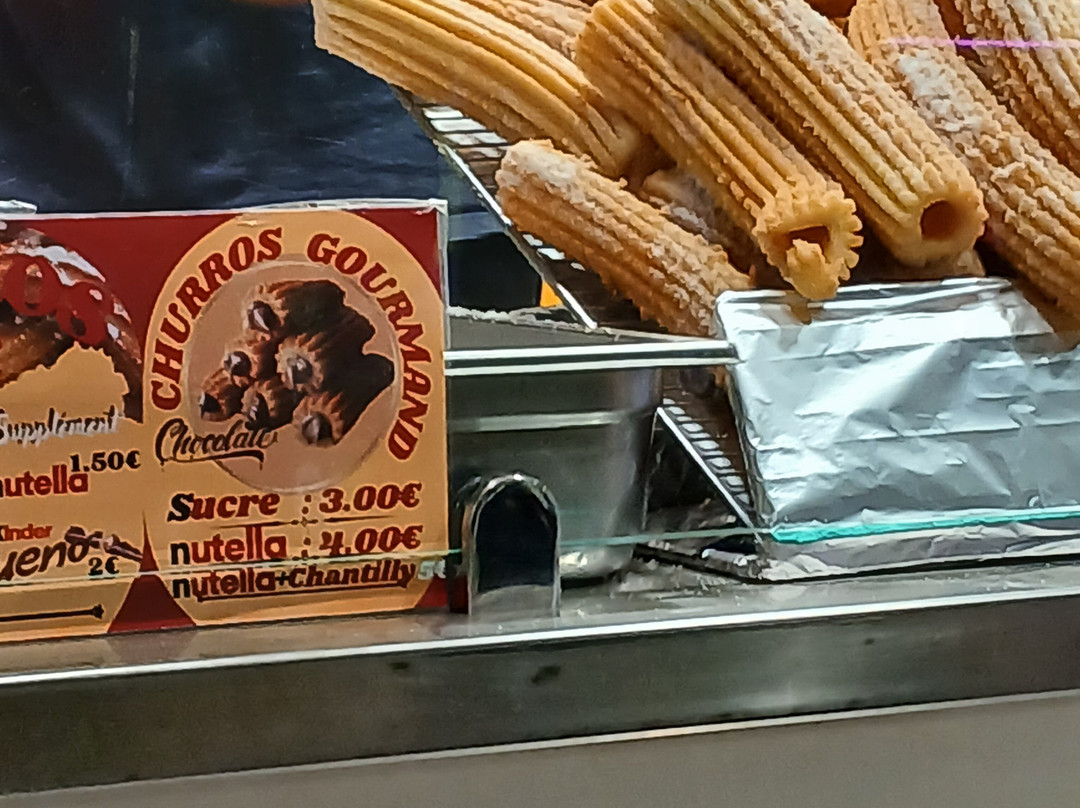 Supplément
nutella 1.50€
Kinder
Bueno 2€
CHURROS GOURMAND
Chocolate
Sucre : 3.00€
nutella : 4.00€
nutella+Chantilly